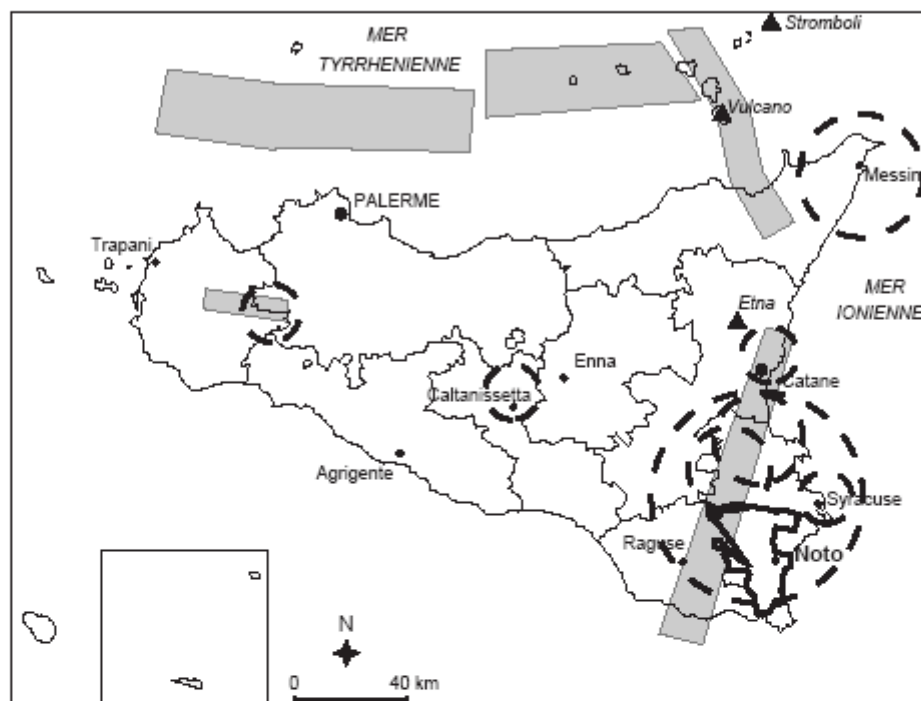 Stromboli
MER
TYRRHENIENNE
Vulcano
Messin
PALERME
Trapani
MER
IONIENNE
Etna
Enna
Catane
Caltanissetta
Agrigente
Syracuse
Raguse
Noto
N
0 40 km